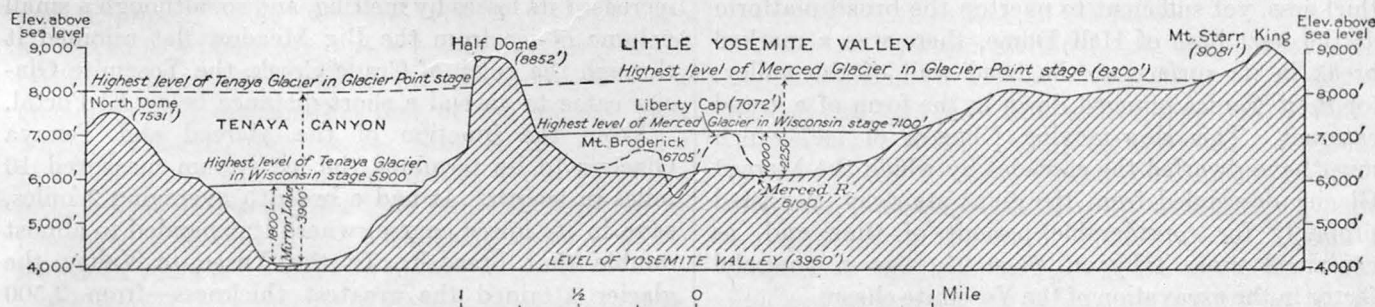 Elev. above
sea level
9,000'
8,000'
7,000'
6,000'
5,000'
4,000'
Half Dome
(8852')
LITTLE YOSEMITE VALLEY
Mt. Starr King
(9081')
Elev. above
sea level
9,000'
8,000'
7,000'
6,000'
5,000'
4,000'
Highest level of Tenaya Glacier in Glacier Point stage
Highest level of Merced Glacier in Glacier Point stage (8300')
North Dome
(7531')
TENAYA CANYON
Liberty Cap (7072')
Highest level of Merced Glacier in Wisconsin stage 7100'
Mt. Broderick
6705'
1000'
2250'
Highest level of Tenaya Glacier
in Wisconsin stage 5900'
Merced R.
6100'
1800'
Mirror Lake
3900'
LEVEL OF YOSEMITE VALLEY (3960')
1 ½ 0 1 Mile